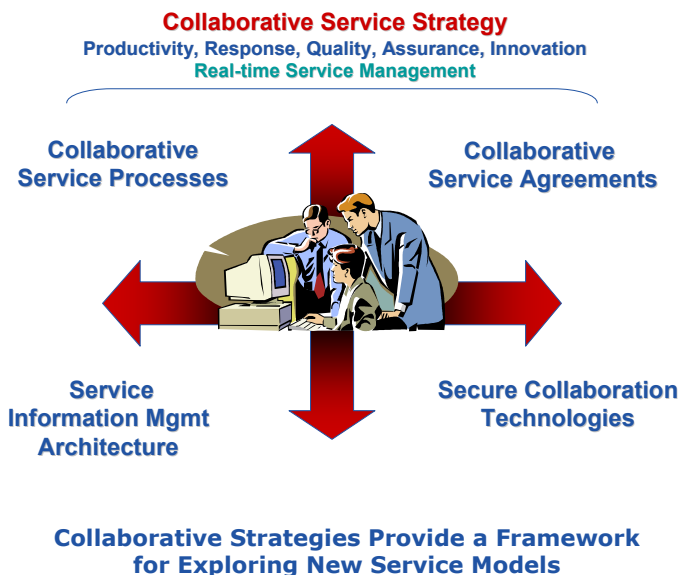 Collaborative Service Strategy
Productivity, Response, Quality, Assurance, Innovation
Real-time Service Management
Collaborative
Service Processes
Collaborative
Service Agreements
Service
Information Mgmt
Architecture
Secure Collaboration
Technologies
Collaborative Strategies Provide a Framework
for Exploring New Service Models